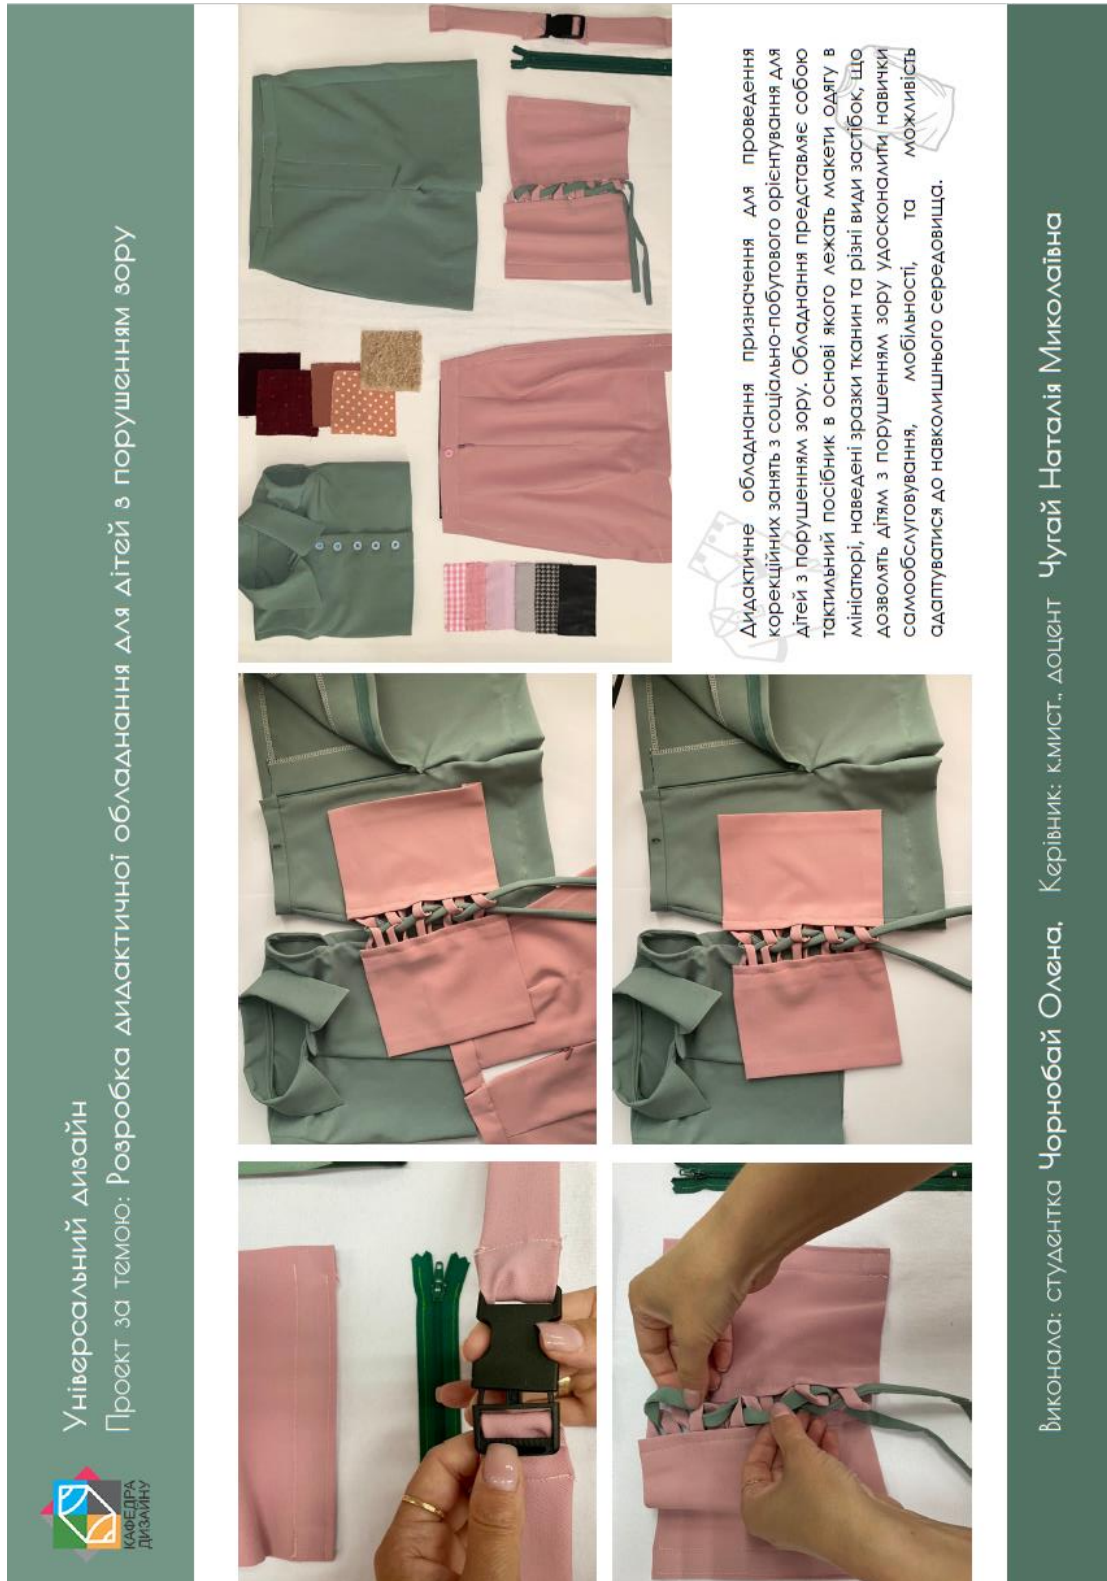 КАФЕДРА
ДИЗАЙНУ
Універсальний дизайн
Проєкт за темою: Розробка дидактичної обладнання для дітей з порушенням зору
Дидактичне обладнання призначення для проведення
корекційних занять з соціально-побутового орієнтування для
дітей з порушенням зору. Обладнання представляє собою
тактильний посібник в основі якого лежать макети одягу в
мініатюрі, наведені зразки тканин та різні види застібок, що
дозволять дітям з порушенням зору удосконалити навички
самообслуговування, мобільності, та можливість
адаптуватися до навколишнього середовища.
Виконала: студентка Чорнобай Олена, Керівник: к.мист., доцент Чугай Наталія Миколаївна